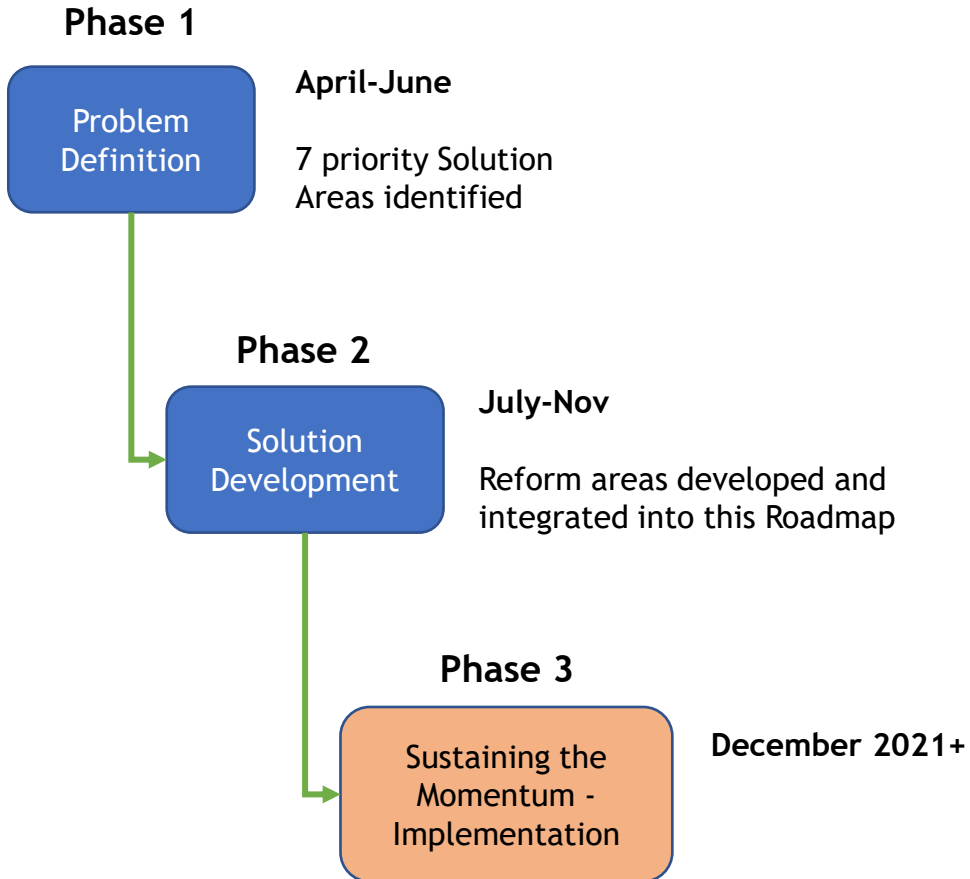 Phase 1
Problem
Definition
April-June
7 priority Solution
Areas identified
Phase 2
Solution
Development
July-Nov
Reform areas developed and
integrated into this Roadmap
Phase 3
Sustaining the
Momentum -
Implementation
December 2021+